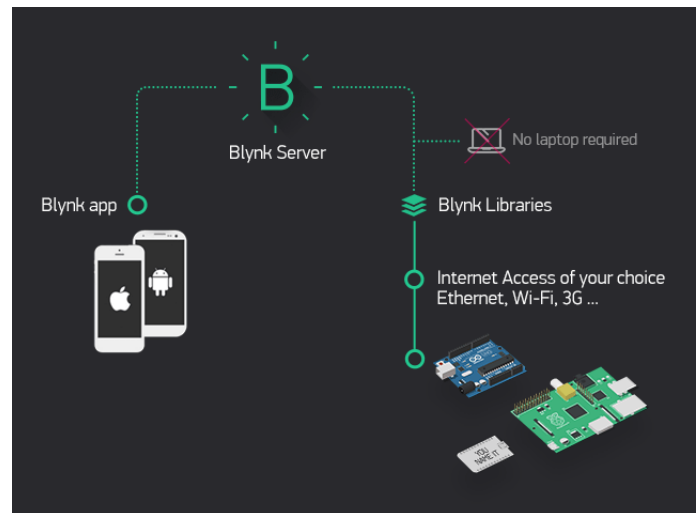 B
Blynk Server
No laptop required
Blynk app
Blynk Libraries
Internet Access of your choice
Ethernet, Wi-Fi, 3G ...
YOU
NAME IT